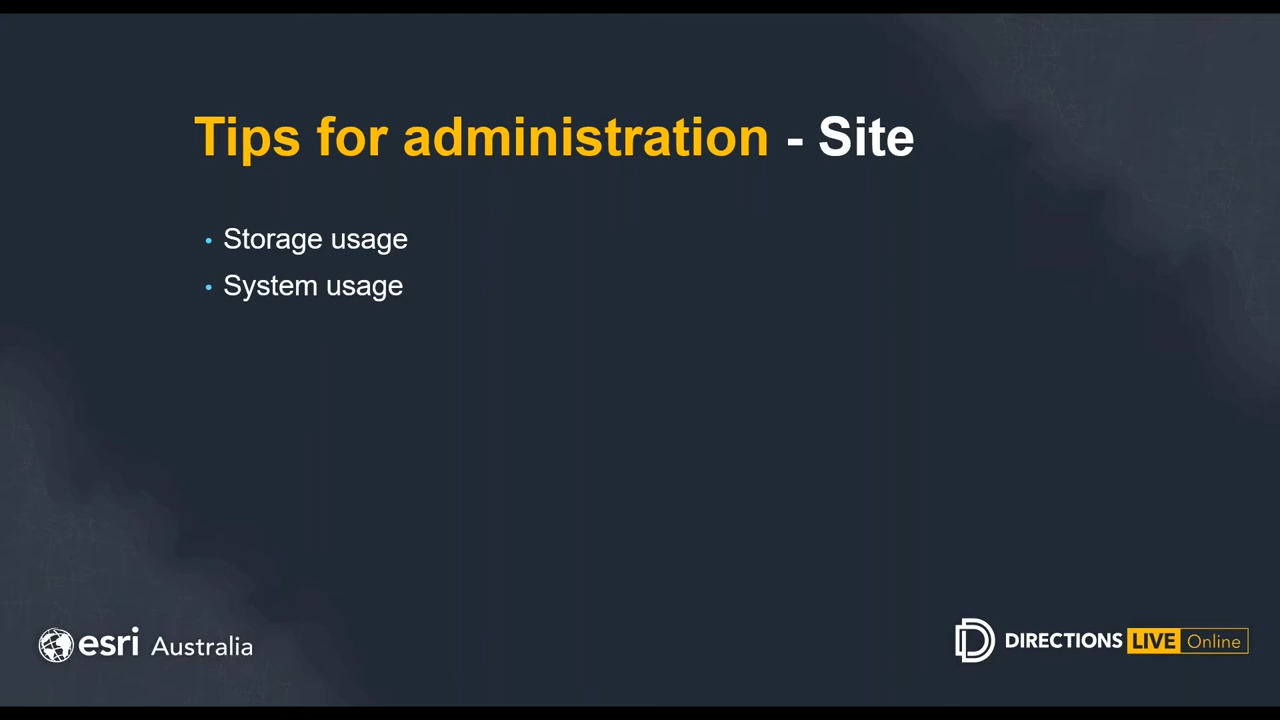 Tips for administration - Site
• Storage usage
• System usage
esri Australia
DIRECTIONS LIVE Online